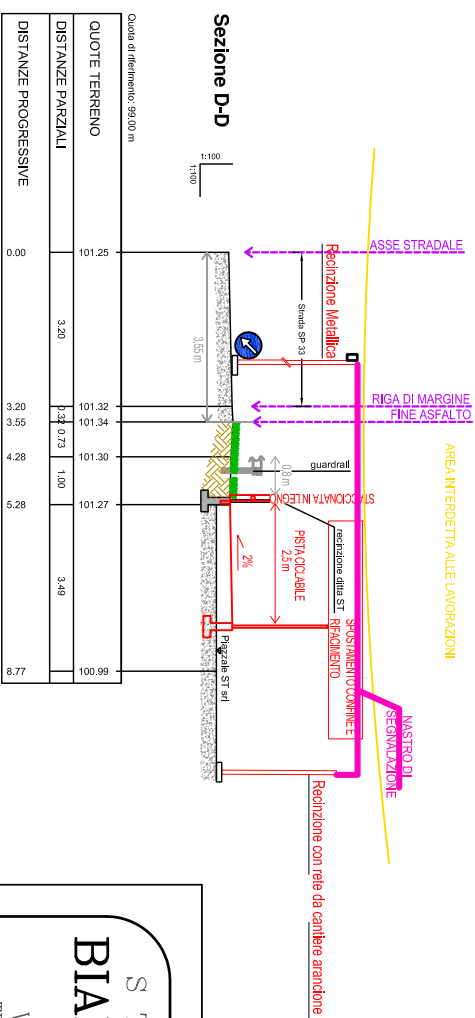 Sezione D-D
1:100
1:100
Quota di riferimento: 99.00 m
QUOTE TERRENO
101.25
101.32
101.34
101.30
101.27
100.99
DISTANZE PARZIALI
3.20
0.32
0.73
1.00
3.49
DISTANZE PROGRESSIVE
0.00
3.20
3.55
4.28
5.28
8.77
ASSE STRADALE
RIGA DI MARGINE
FINE ASFALTO
AREA INTERDETTA ALLE LAVORAZIONI
Recinzione Metallica
Strada SP 33
3,55 m
0,8 m
guardrail
STACCIONATA IN LEGNO
recinzione ditta ST
PISTA CICLABILE
2,5 m
2%
SPOSTAMENTO CONFINE E
RIFACIMENTO
NASTRO DI
SEGNALAZIONE
Piazzale ST srl
Recinzione con rete da cantiere arancione
S
BIA